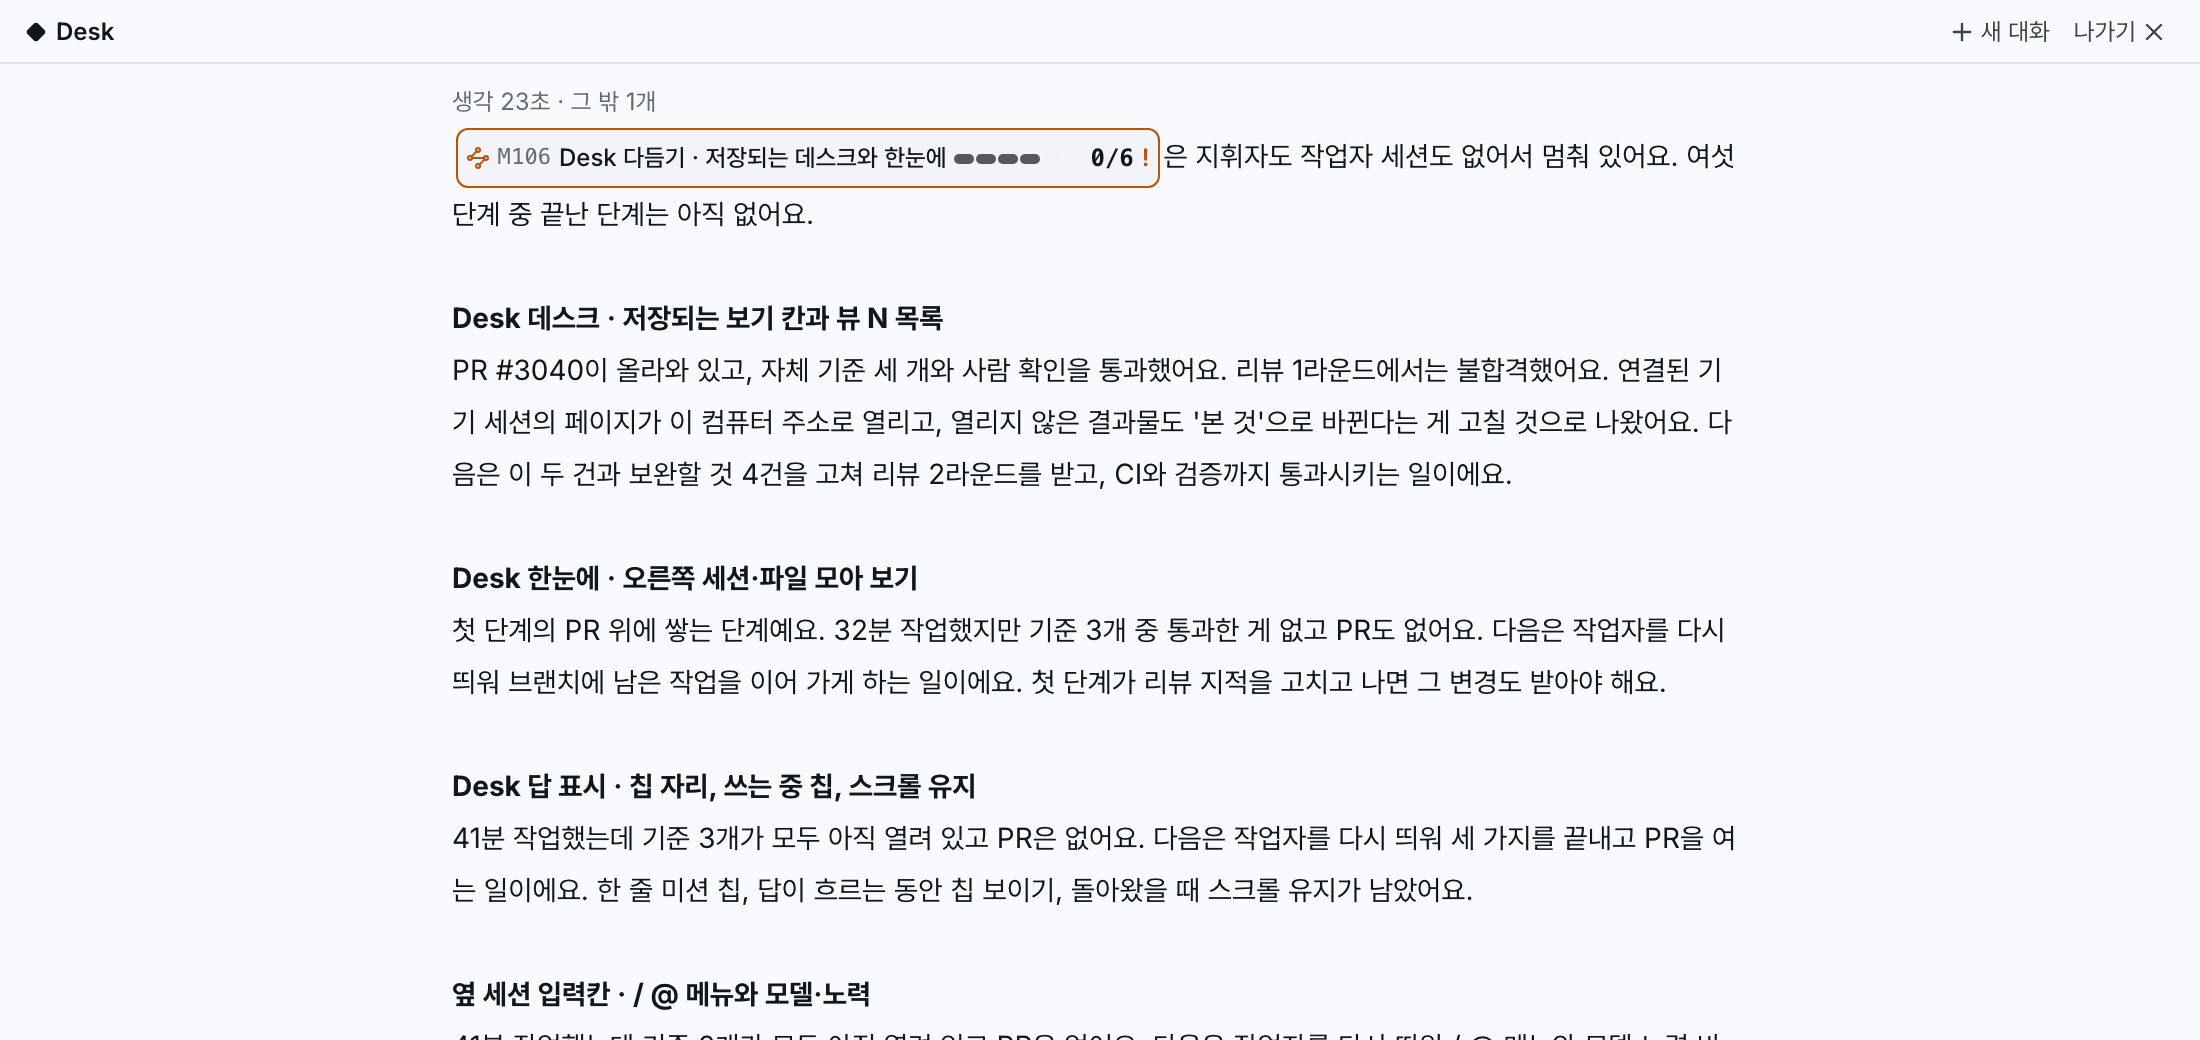 Desk
새 대화 나가기
생각 23초 · 그 밖 1개
M106 Desk 다듬기 · 저장되는 데스크와 한눈에 0/6 ! 은 지휘자도 작업자 세션도 없어서 멈춰 있어요. 여섯
단계 중 끝난 단계는 아직 없어요.
Desk 데스크 · 저장되는 보기 칸과 뷰 N 목록
PR #3040이 올라와 있고, 자체 기준 세 개와 사람 확인을 통과했어요. 리뷰 1라운드에서는 불합격했어요. 연결된 기
기 세션의 페이지가 이 컴퓨터 주소로 열리고, 열리지 않은 결과물도 '본 것'으로 바뀐다는 게 고칠 것으로 나왔어요. 다
음은 이 두 건과 보완할 것 4건을 고쳐 리뷰 2라운드를 받고, CI와 검증까지 통과시키는 일이에요.
Desk 한눈에 · 오른쪽 세션·파일 모아 보기
첫 단계의 PR 위에 쌓는 단계예요. 32분 작업했지만 기준 3개 중 통과한 게 없고 PR도 없어요. 다음은 작업자를 다시
띄워 브랜치에 남은 작업을 이어 가게 하는 일이에요. 첫 단계가 리뷰 지적을 고치고 나면 그 변경도 받아야 해요.
Desk 답 표시 · 칩 자리, 쓰는 중 칩, 스크롤 유지
41분 작업했는데 기준 3개가 모두 아직 열려 있고 PR은 없어요. 다음은 작업자를 다시 띄워 세 가지를 끝내고 PR을 여
는 일이에요. 한 줄 미션 칩, 답이 흐르는 동안 칩 보이기, 돌아왔을 때 스크롤 유지가 남았어요.
옆 세션 입력칸 · / @ 메뉴와 모델·노력